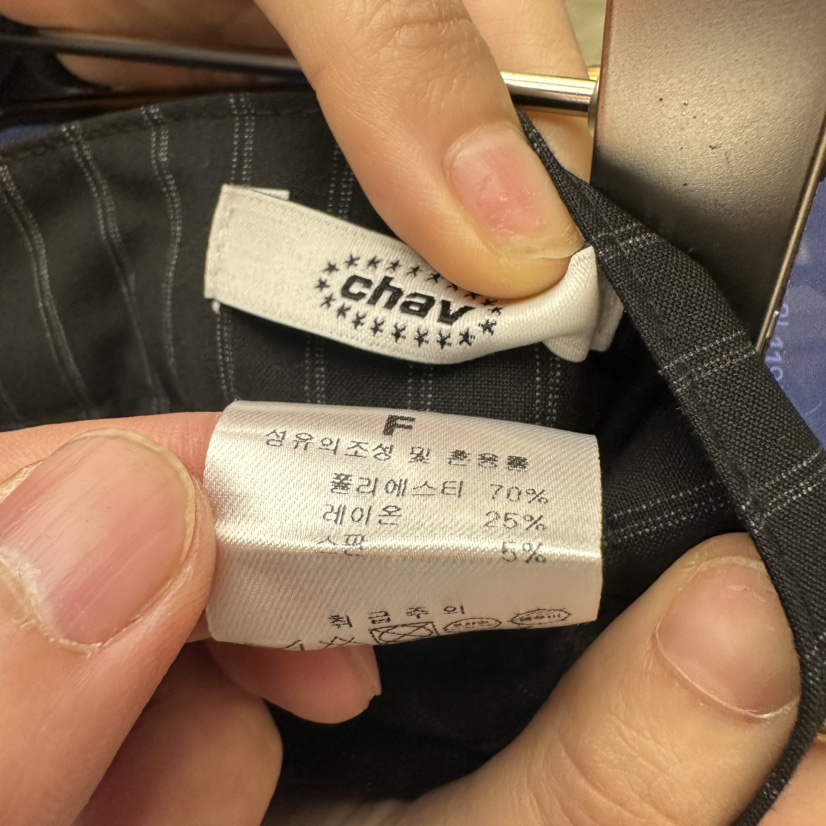 chav
F
섬유의조성 및 혼용률
폴리에스티 70%
레이온 25%
스판 5%
취급주의